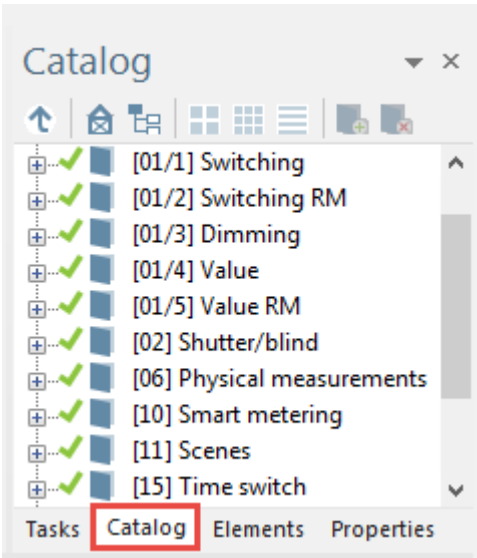 Catalog
[01/1] Switching
[01/2] Switching RM
[01/3] Dimming
[01/4] Value
[01/5] Value RM
[02] Shutter/blind
[06] Physical measurements
[10] Smart metering
[11] Scenes
[15] Time switch
Tasks Catalog Elements Properties